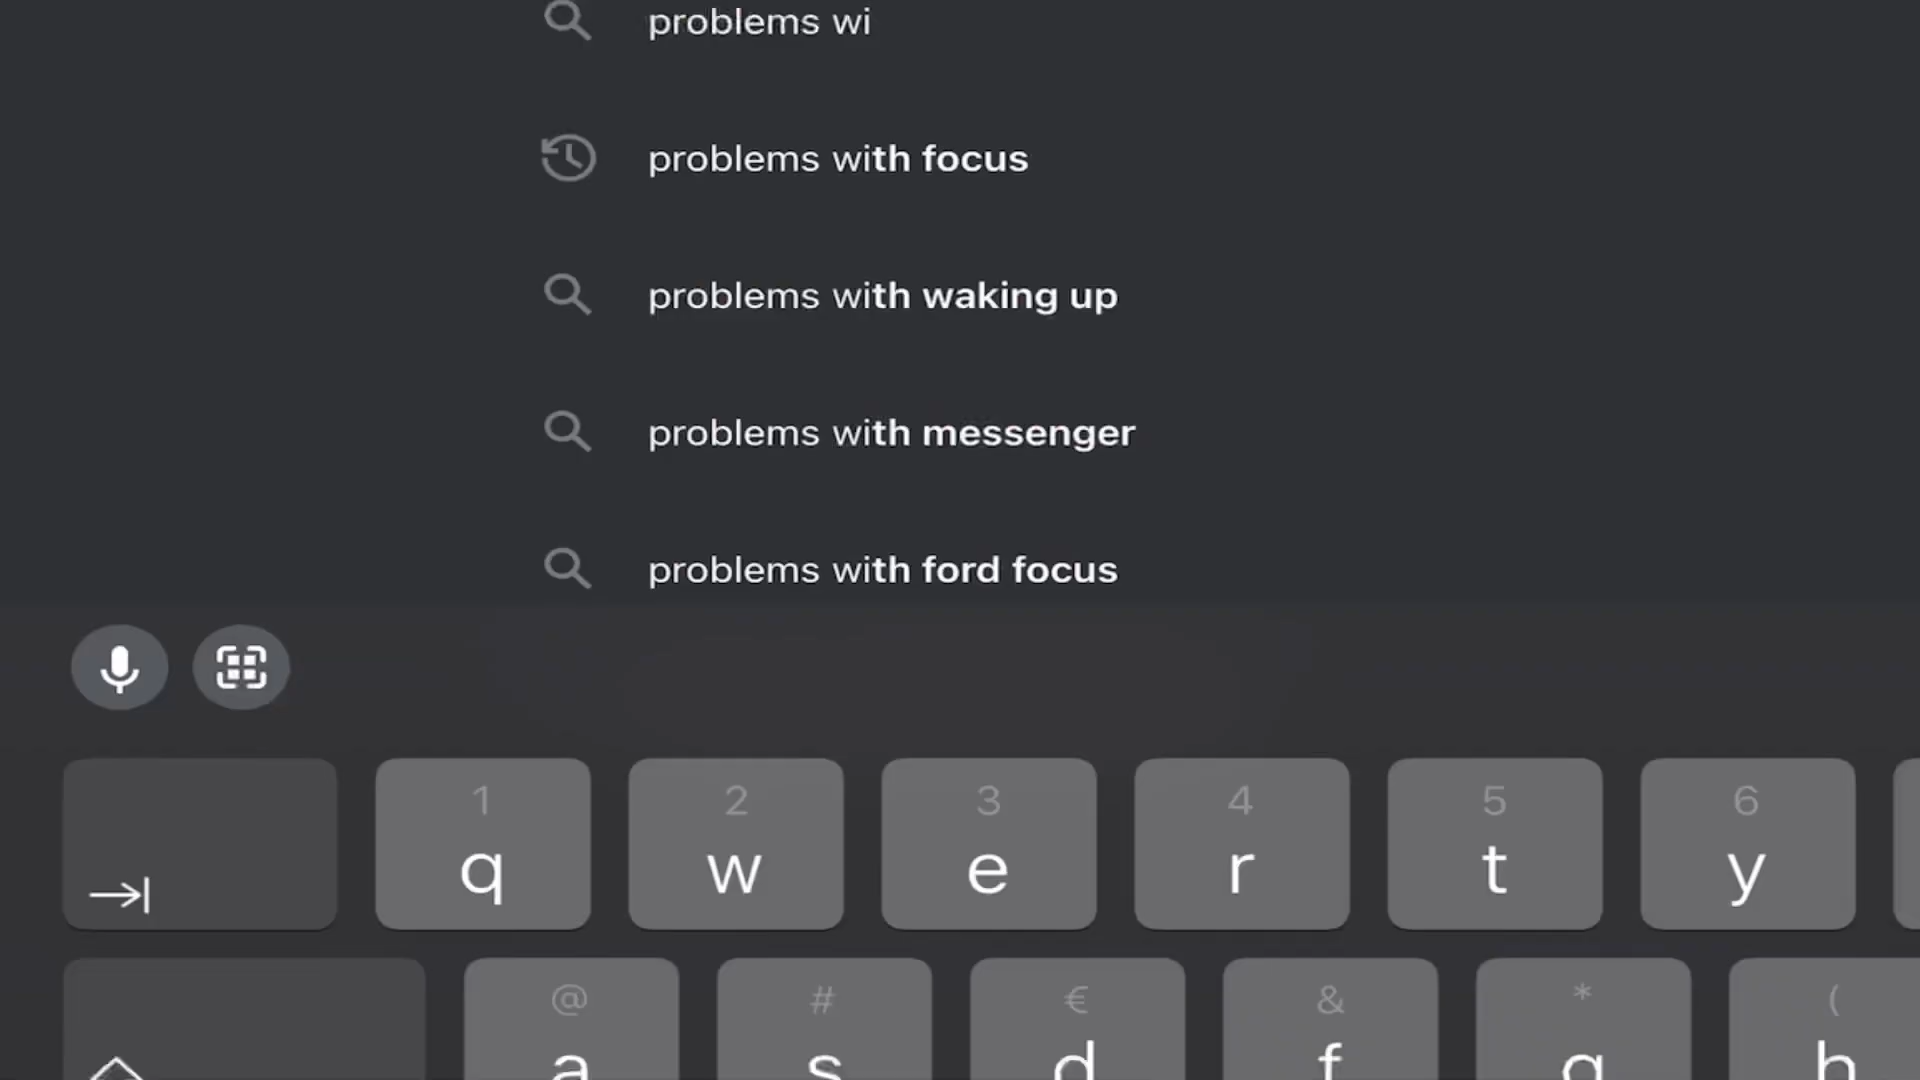 problems wi
problems with focus
problems with waking up
problems with messenger
problems with ford focus
1 2 3 4 5 6
q w e r t y
@ # € & * (
a s d f g h